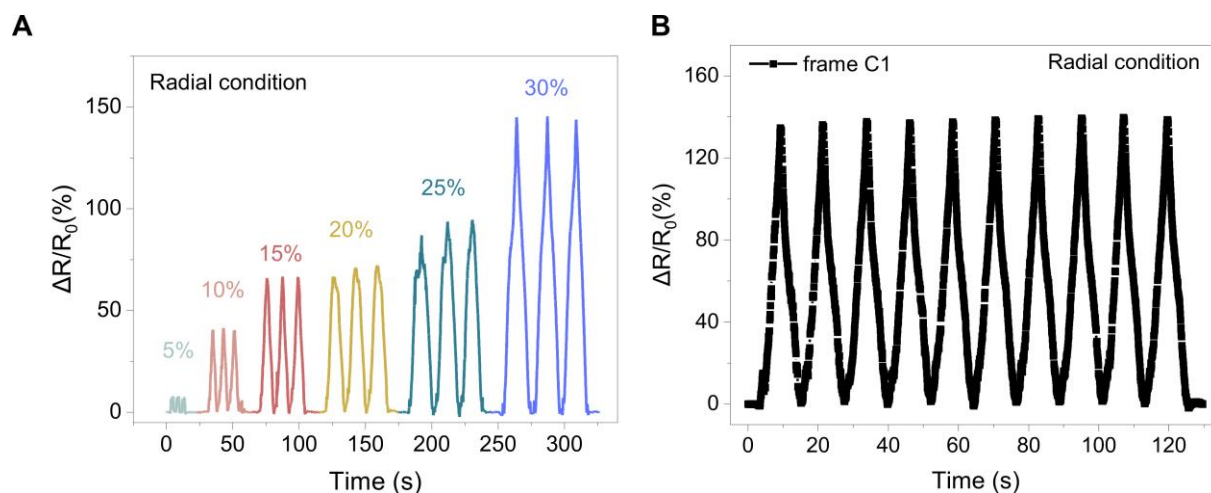 A
Radial condition
5%
10%
15%
20%
25%
30%
150
100
50
0
ΔR/R₀(%)
0 50 100 150 200 250 300
Time (s)
B
frame C1 Radial condition
160
120
80
40
0
ΔR/R₀(%)
0 20 40 60 80 100 120
Time (s)